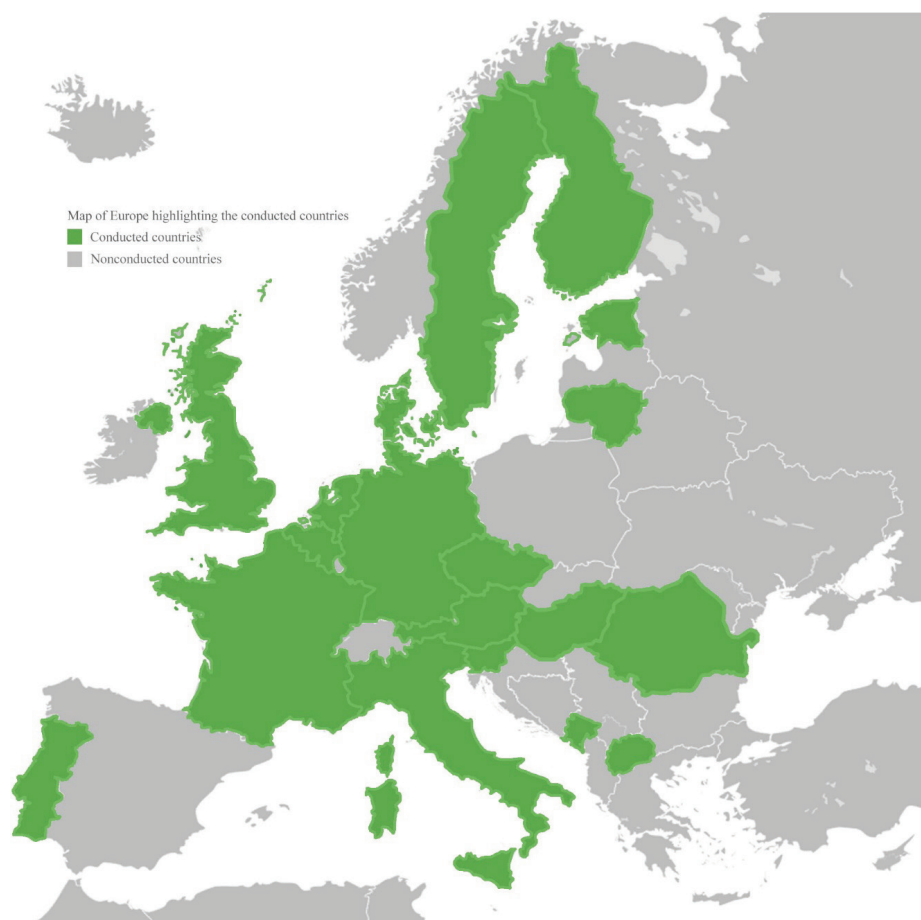 Map of Europe highlighting the conducted countries
Conducted countries
Nonconducted countries